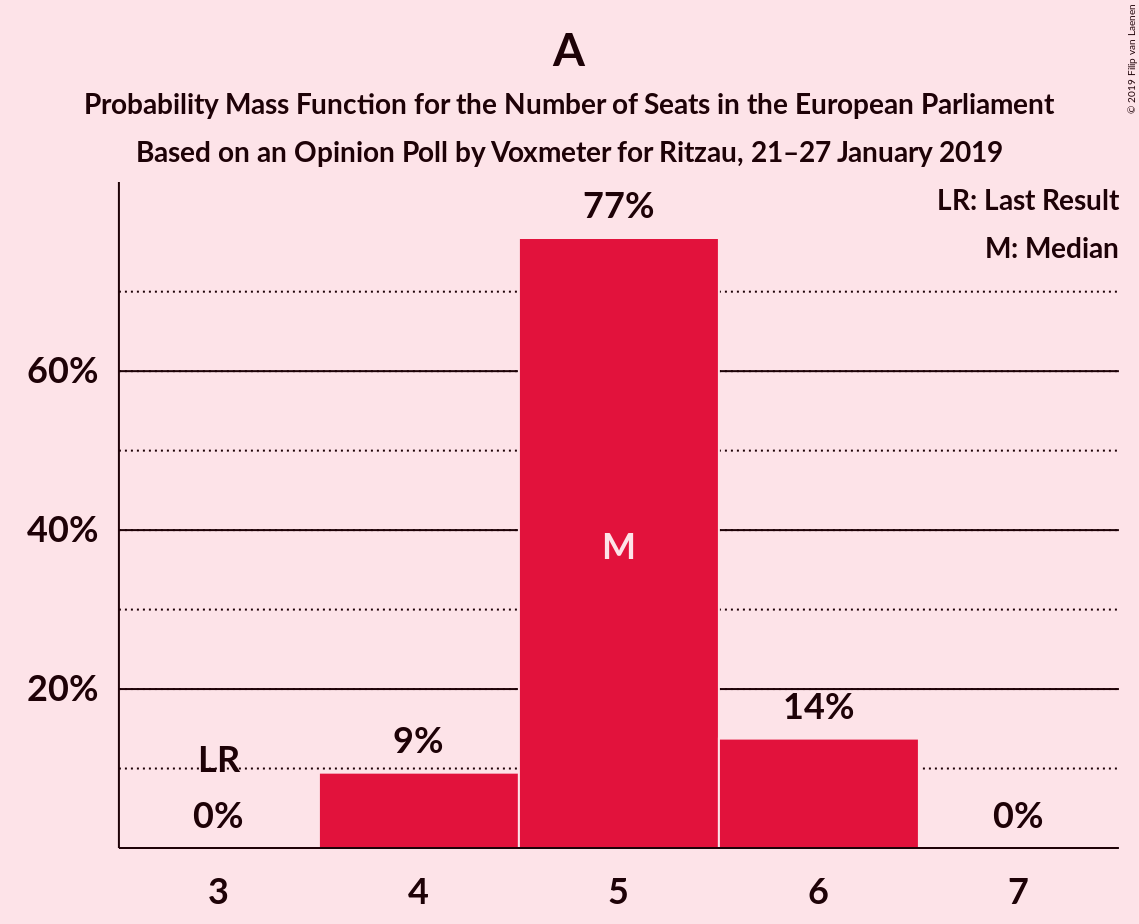 A
Probability Mass Function for the Number of Seats in the European Parliament
Based on an Opinion Poll by Voxmeter for Ritzau, 21–27 January 2019
© 2019 Filip van Laenen
LR: Last Result
M: Median
77%
60%
40%
M
20%
14%
9%
LR
0%
0%
3
4
5
6
7